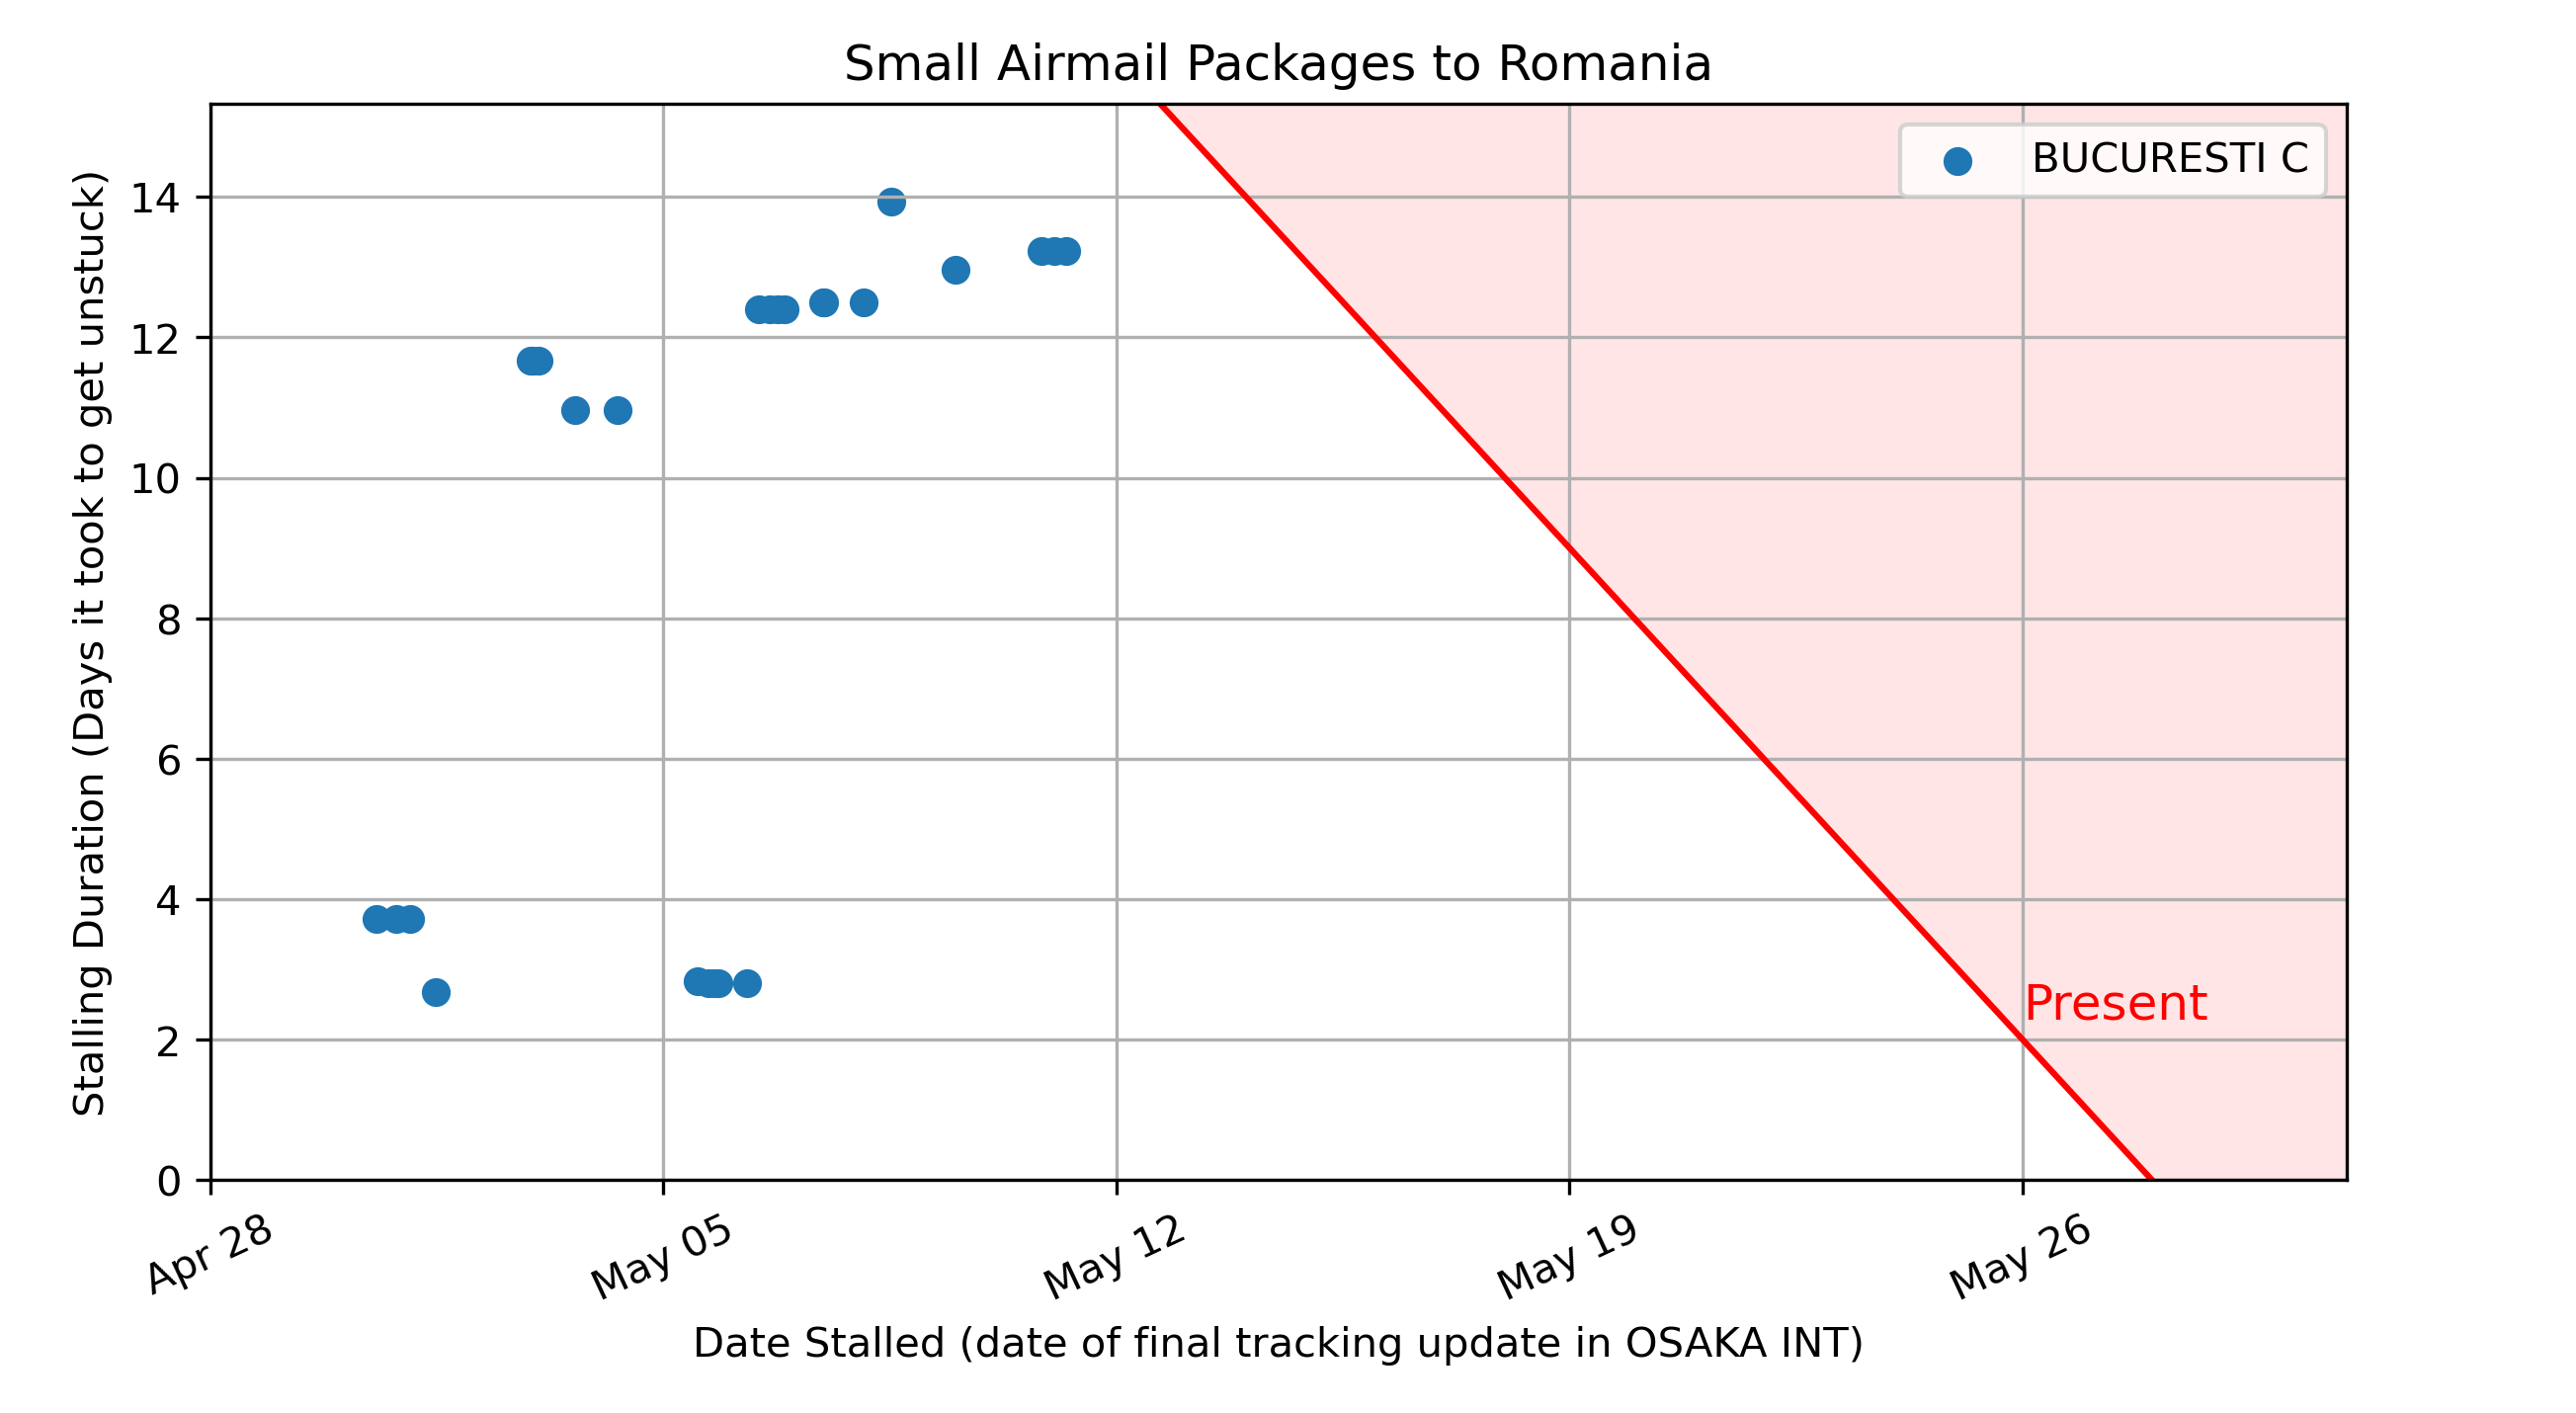 Small Airmail Packages to Romania
BUCURESTI C
Stalling Duration (Days it took to get unstuck)
14
12
10
8
6
4
2
0
Present
Apr 28
May 05
May 12
May 19
May 26
Date Stalled (date of final tracking update in OSAKA INT)